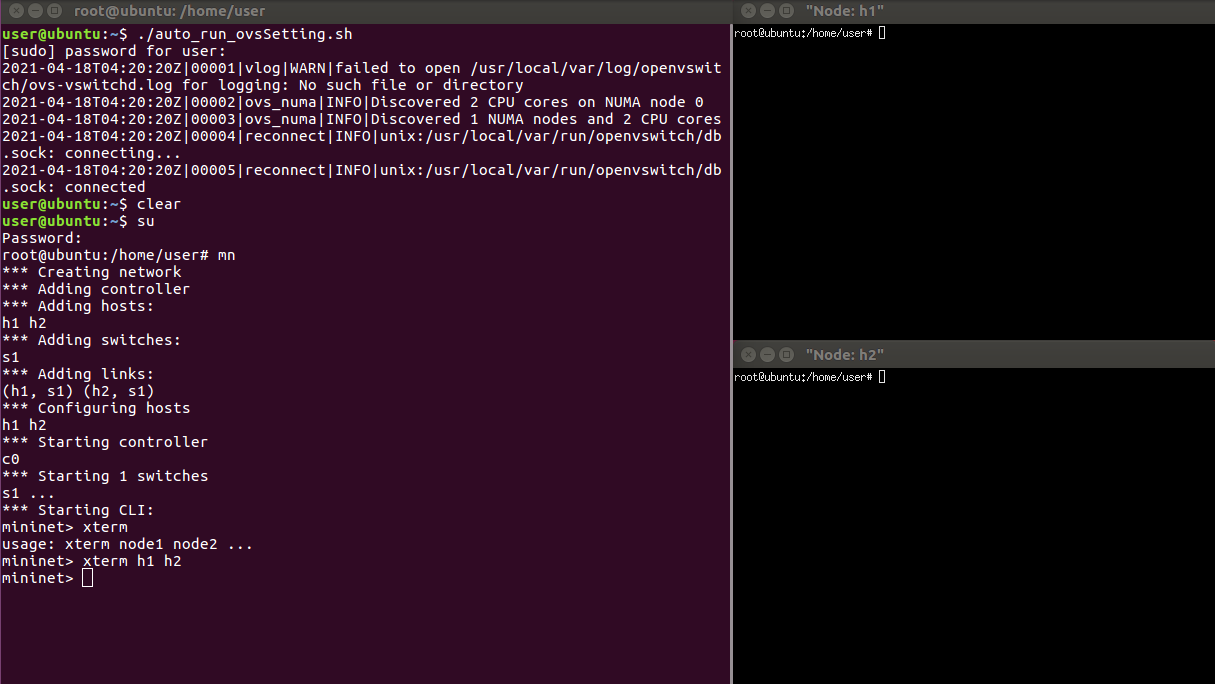 root@ubuntu: /home/user
user@ubuntu:~$ ./auto_run_ovsSetting.sh
[sudo] password for user:
2021-04-18T04:20:20Z|00001|vlog|WARN|failed to open /usr/local/var/log/openvswit
ch/ovs-vswitchd.log for logging: No such file or directory
2021-04-18T04:20:20Z|00002|ovs_numa|INFO|Discovered 2 CPU cores on NUMA node 0
2021-04-18T04:20:20Z|00003|ovs_numa|INFO|Discovered 1 NUMA nodes and 2 CPU cores
2021-04-18T04:20:20Z|00004|reconnect|INFO|unix:/usr/local/var/run/openvswitch/db
.sock: connecting...
2021-04-18T04:20:20Z|00005|reconnect|INFO|unix:/usr/local/var/run/openvswitch/db
.sock: connected
user@ubuntu:~$ clear
user@ubuntu:~$ su
Password:
root@ubuntu:/home/user# mn
*** Creating network
*** Adding controller
*** Adding hosts:
h1 h2
*** Adding switches:
s1
*** Adding links:
(h1, s1) (h2, s1)
*** Configuring hosts
h1 h2
*** Starting controller
c0
*** Starting 1 switches
s1 ...
*** Starting CLI:
mininet> xterm
usage: xterm node1 node2 ...
mininet> xterm h1 h2
mininet>
"Node: h1"
root@ubuntu:/home/user#
"Node: h2"
root@ubuntu:/home/user#